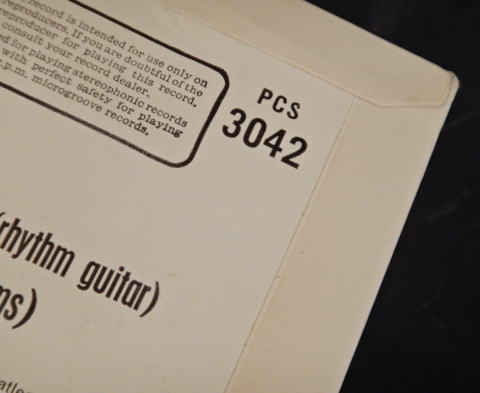 record is intended for use only on
reproducers. If you are doubtful of the
reproducer for playing this record,
consult your record dealer.
for playing stereophonic records
with perfect safety for playing
r.p.m. microgroove records.
PCS
3042
(rhythm guitar)